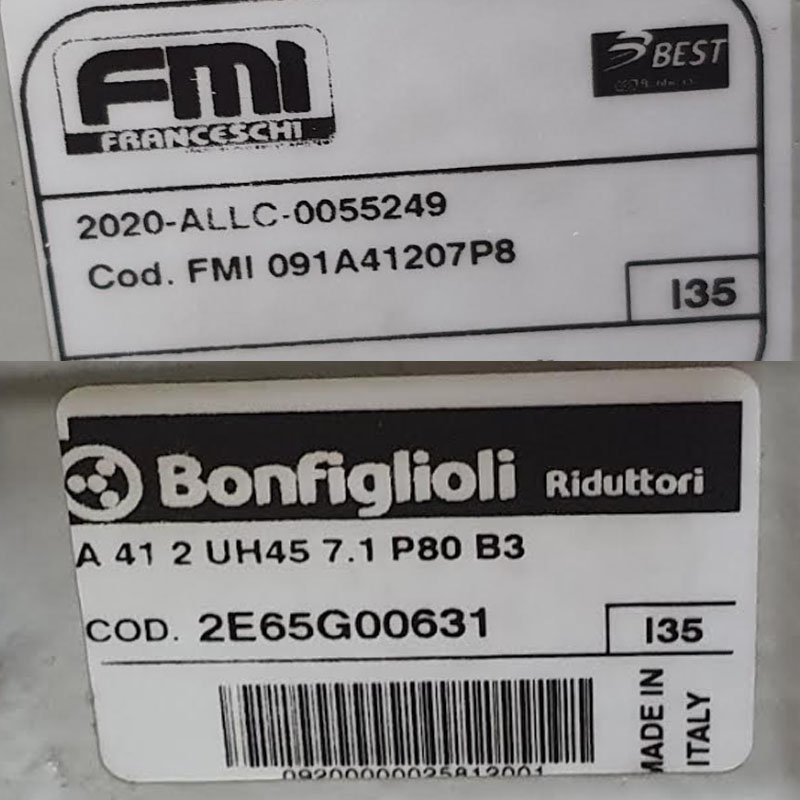 FMI
FRANCESCHI
BEST
2020-ALLC-0055249
Cod. FMI 091A41207P8
I35
Bonfiglioli Riduttori
A 41 2 UH45 7.1 P80 B3
COD. 2E65G00631
I35
MADE IN
ITALY
09200000025812001